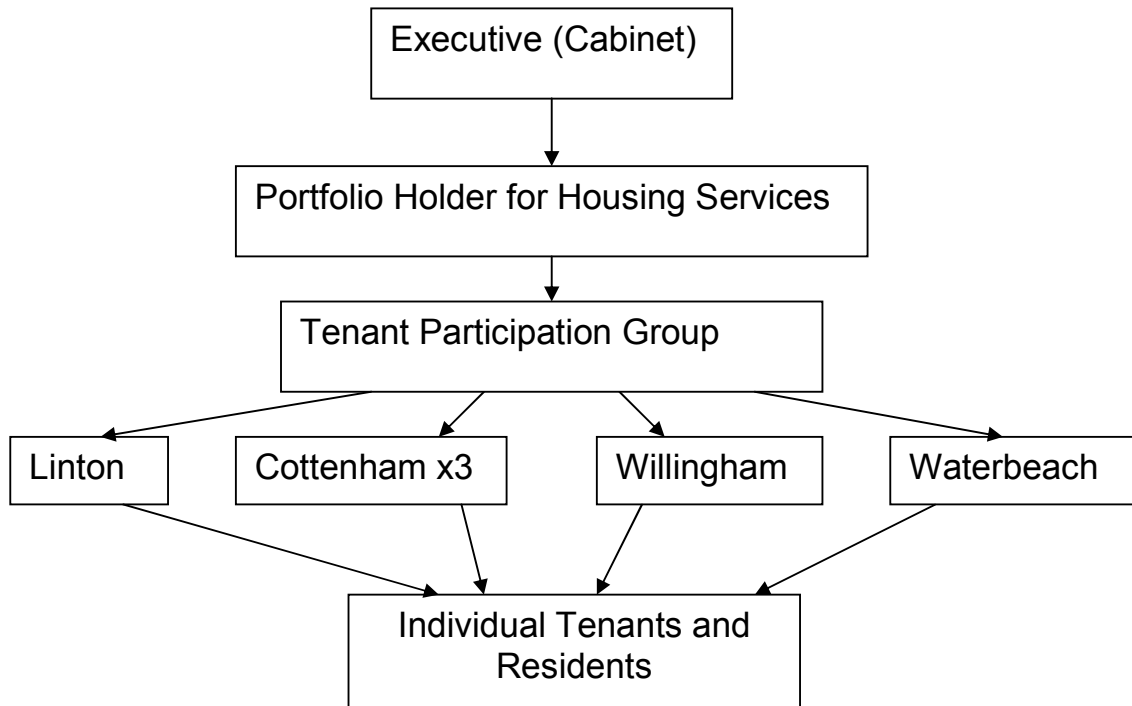 Executive (Cabinet)
Portfolio Holder for Housing Services
Tenant Participation Group
Linton
Cottenham x3
Willingham
Waterbeach
Individual Tenants and
Residents